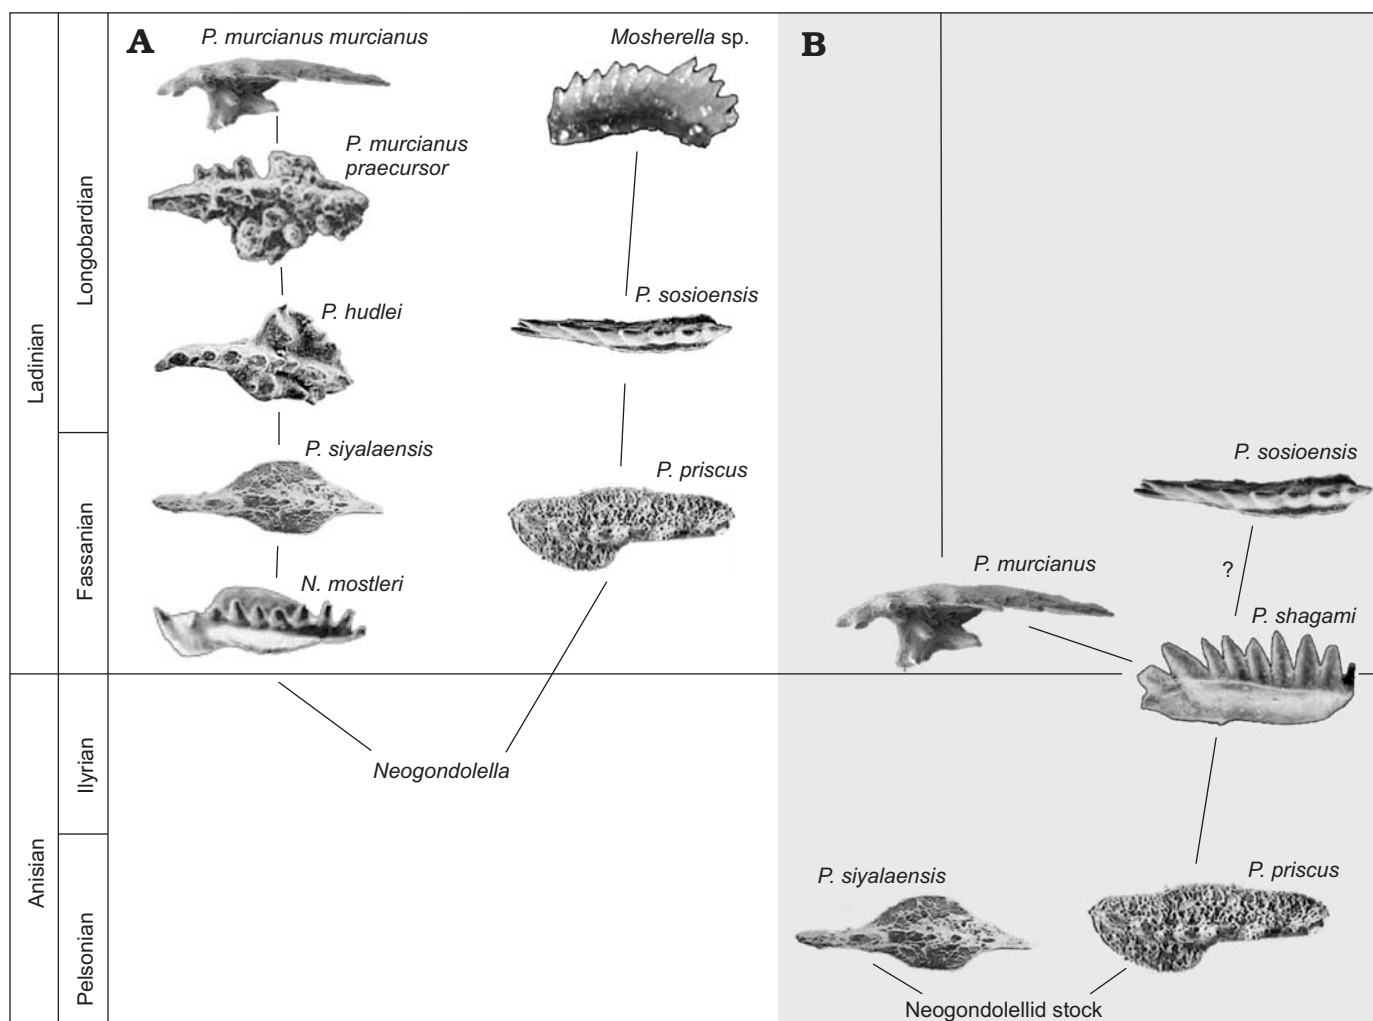 A
P. murcianus murcianus
Mosherella sp.
B
P. murcianus
praecursor
Ladinian
Longobardian
P. hudlei
P. sosioensis
P. siyalaensis
P. priscus
P. sosioensis
Fassanian
?
N. mostleri
P. murcianus
P. shagami
Anisian
Illyrian
Neogondolella
Pelsonian
P. siyalaensis
P. priscus
Neogondolellid stock